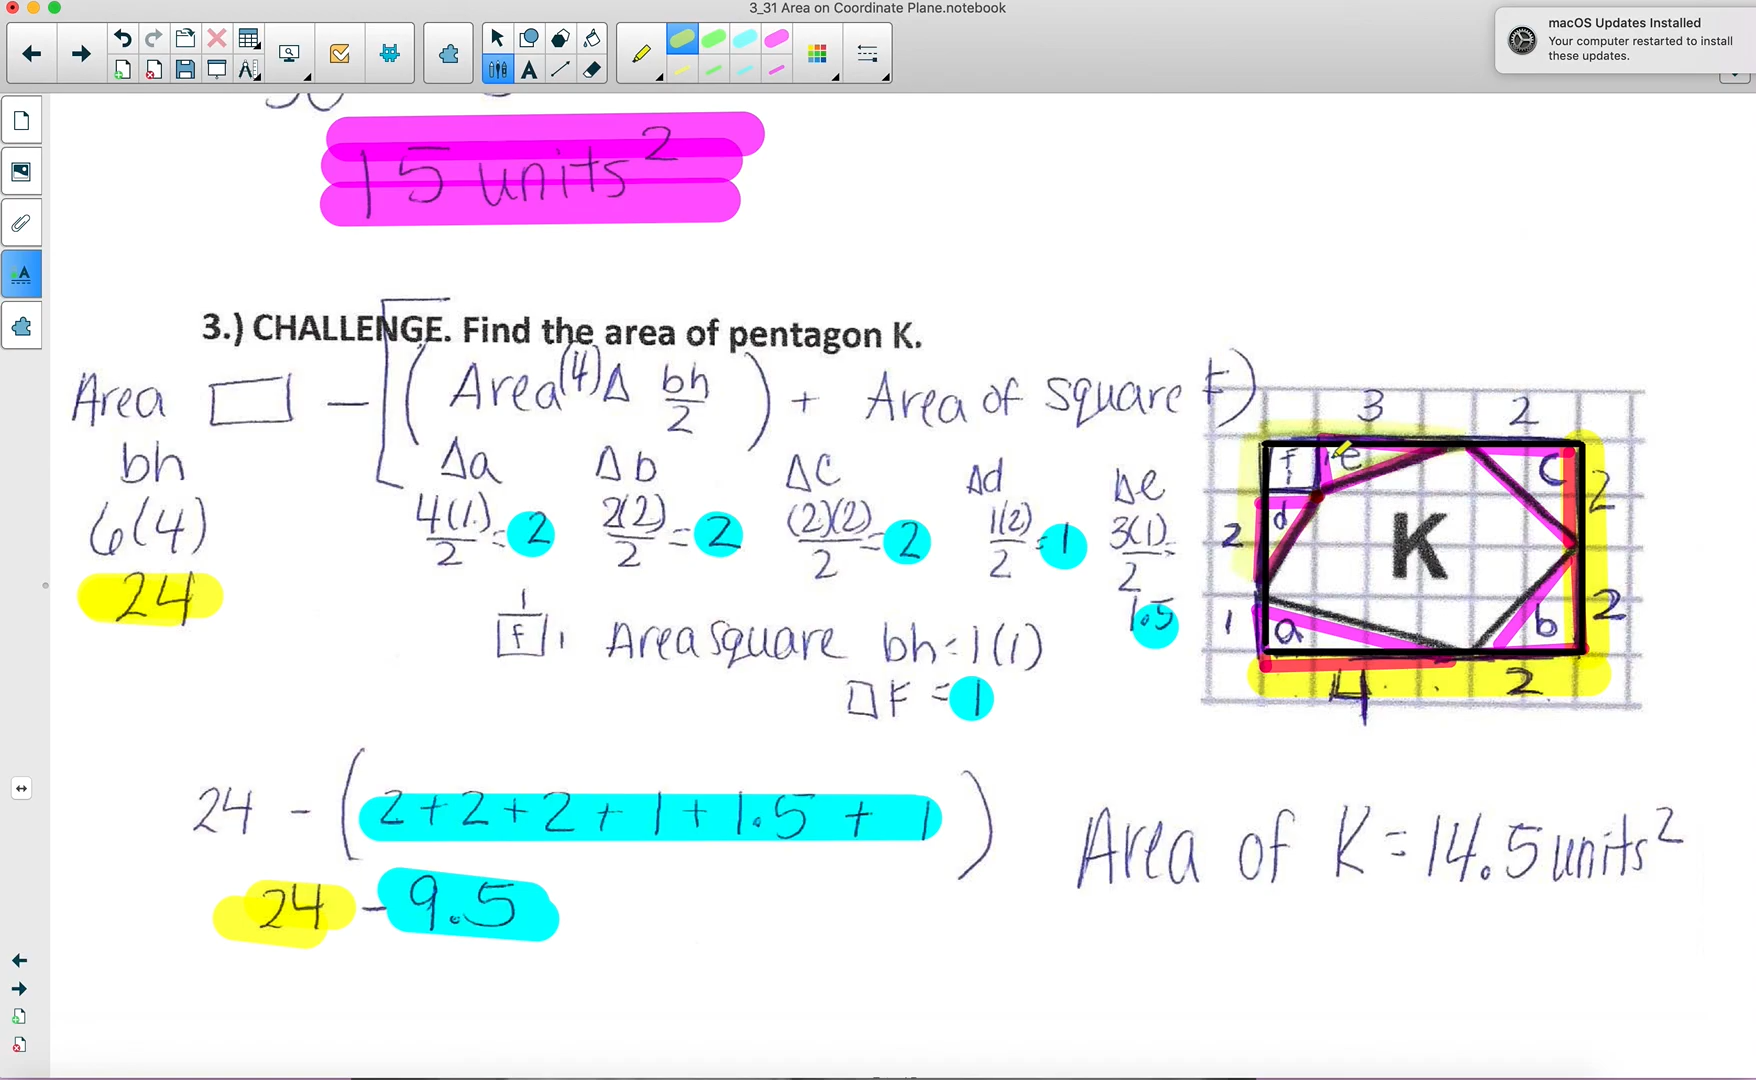 3_31 Area on Coordinate Plane.notebook
macOS Updates Installed
Your computer restarted to install
these updates.
15 units²
3.) CHALLENGE. Find the area of pentagon K.
Area ▭ − [( Area (4) Δ bh/2 ) + Area of square F)
bh
6(4)
24
Δa 4(1)/2 = 2
Δb 2(2)/2 = 2
ΔC (2)(2)/2 = 2
Δd 1(2)/2 = 1
Δe 3(1)/2 = 1.5
1 f 1 Area square bh = 1(1)
□F = 1
24 − (2+2+2+1+1.5+1)
24 − 9.5
Area of K = 14.5 units²
3 2
f e C 2
2 d K
1 a b 2
4 2